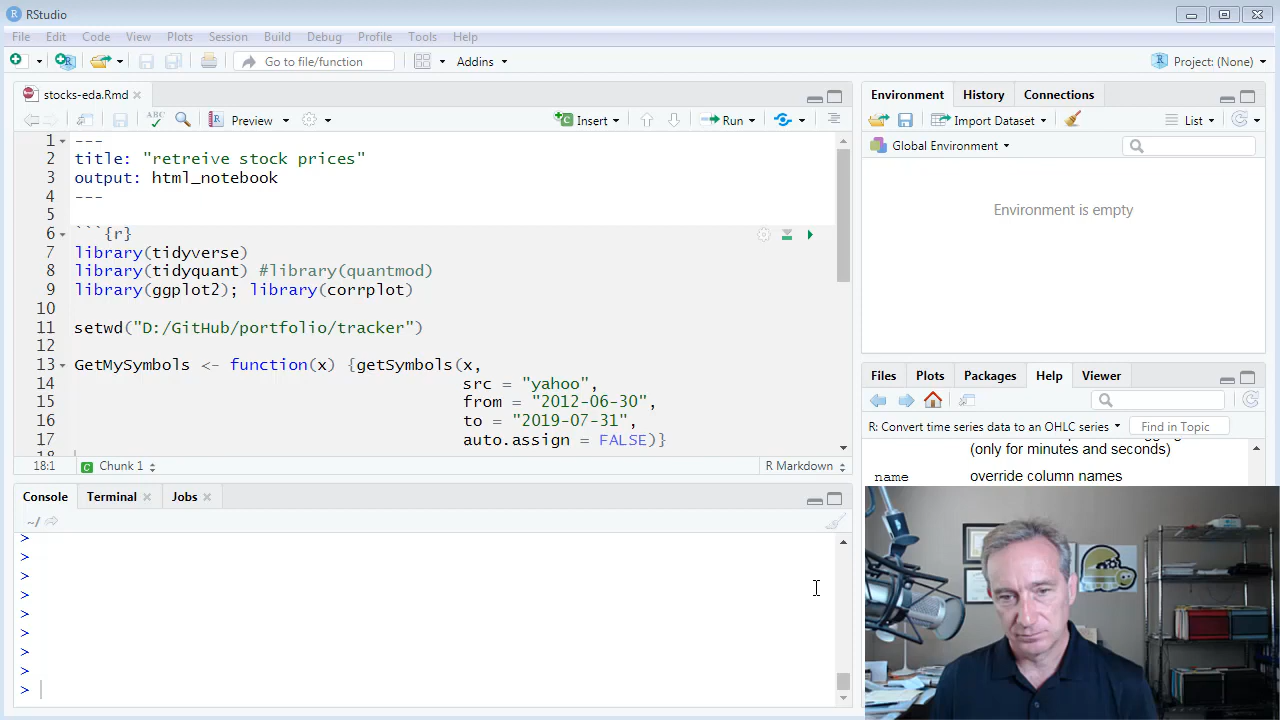 RStudio
File Edit Code View Plots Session Build Debug Profile Tools Help
Go to file/function Addins Project: (None)
stocks-eda.Rmd
ABC Preview Insert Run
1 ---
2 title: "retreive stock prices"
3 output: html_notebook
4 ---
5
6 ```{r}
7 library(tidyverse)
8 library(tidyquant) #library(quantmod)
9 library(ggplot2); library(corrplot)
10
11 setwd("D:/GitHub/portfolio/tracker")
12
13 GetMySymbols <- function(x) {getSymbols(x,
14 src = "yahoo",
15 from = "2012-06-30",
16 to = "2019-07-31",
17 auto.assign = FALSE)}
18
18:1 Chunk 1 R Markdown
Console Terminal Jobs
~/
>
>
>
>
>
>
>
>
>
Environment History Connections
Import Dataset List
Global Environment
Environment is empty
Files Plots Packages Help Viewer
R: Convert time series data to an OHLC series Find in Topic
(only for minutes and seconds)
name override column names